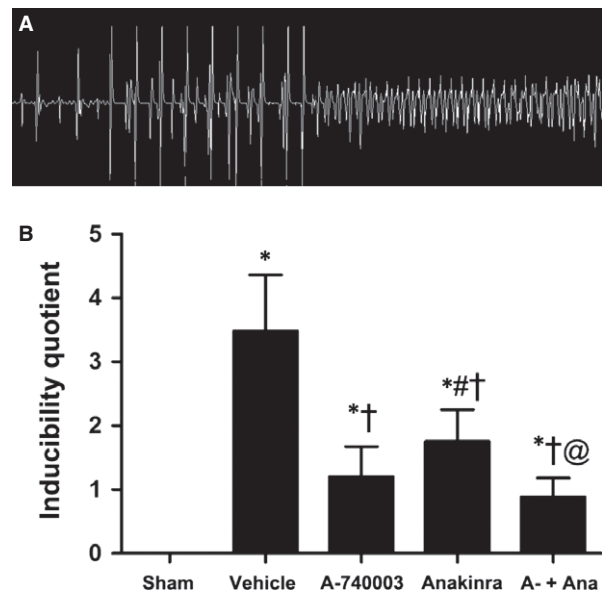 A
B
Inducibility quotient
5
4
3
2
1
0
*
*†
*#†
*†@
Sham Vehicle A-740003 Anakinra A- + Ana